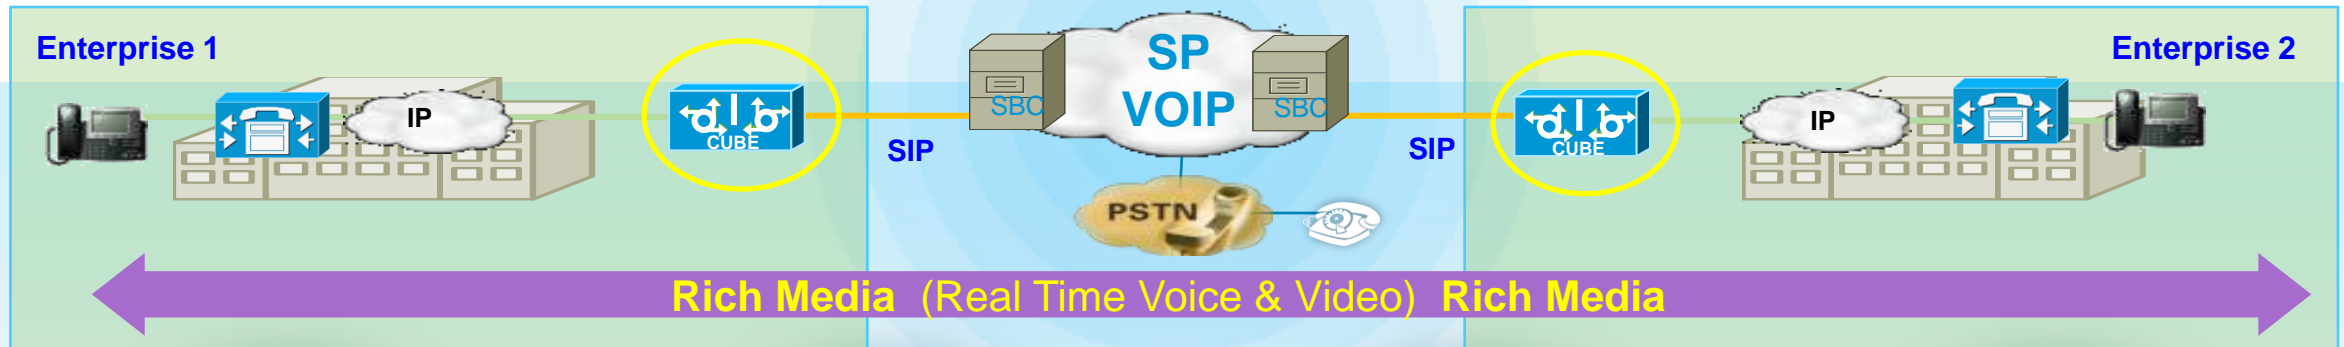 Enterprise 1
IP
CUBE
SIP
SBC
SP
VOIP
SBC
SIP
CUBE
IP
Enterprise 2
PSTN
Rich Media (Real Time Voice & Video) Rich Media